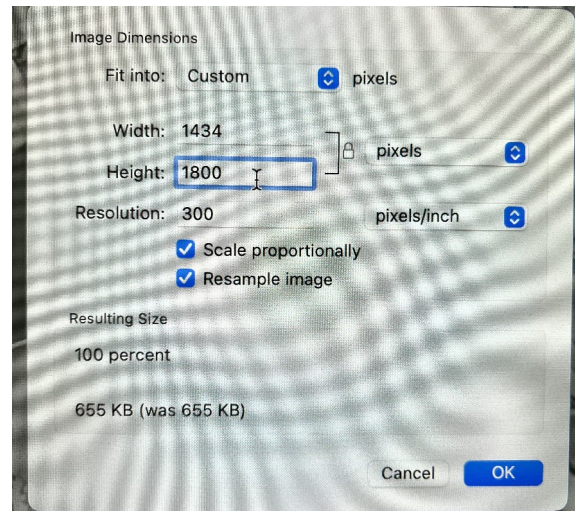 Image Dimensions
Fit into: Custom pixels
Width: 1434
pixels
Height: 1800
Resolution: 300 pixels/inch
Scale proportionally
Resample image
Resulting Size
100 percent
655 KB (was 655 KB)
Cancel OK